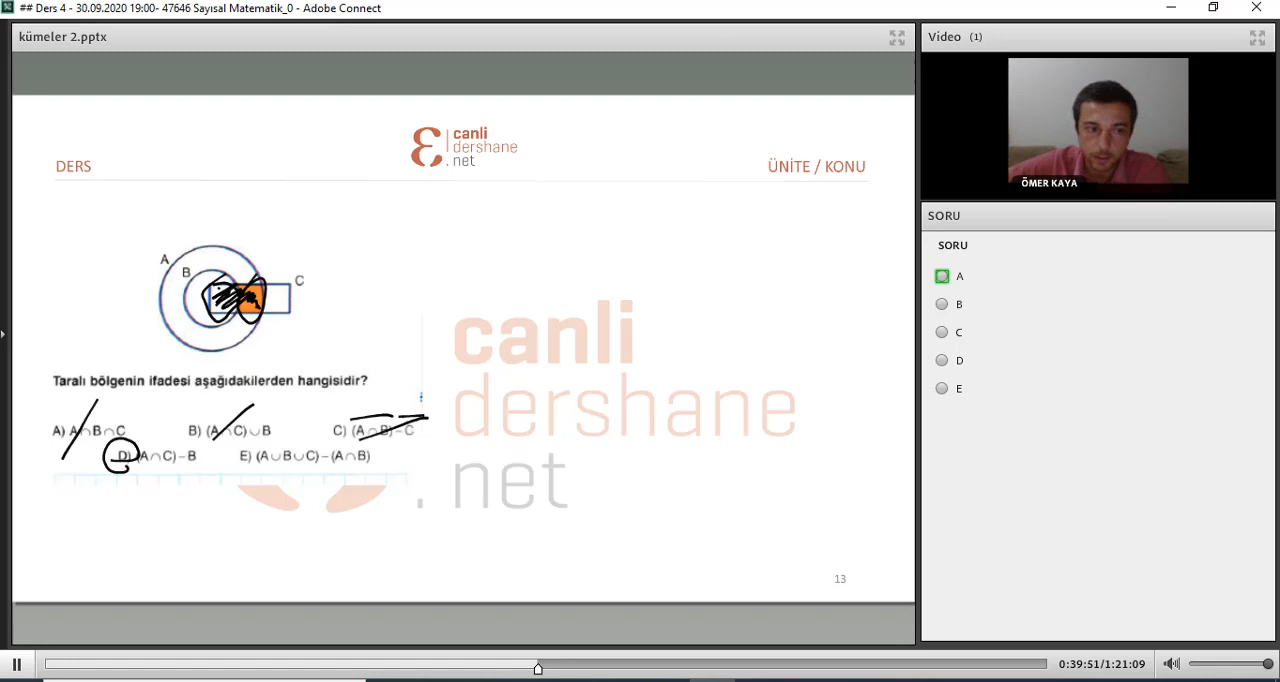 ## Ders 4 - 30.09.2020 19:00- 47646 Sayısal Matematik_0 - Adobe Connect
kümeler 2.pptx
Video (1)
canli
dershane
. net
DERS
ÜNİTE / KONU
ÖMER KAYA
SORU
SORU
A
B
C
D
E
A
B
C
canli
dershane
. net
Taralı bölgenin ifadesi aşağıdakilerden hangisidir?
A) A∩B∩C B) (A∩C)∪B C) (A∩B)−C
D) (A∩C)−B E) (A∪B∪C)−(A∩B)
13
0:39:51/1:21:09